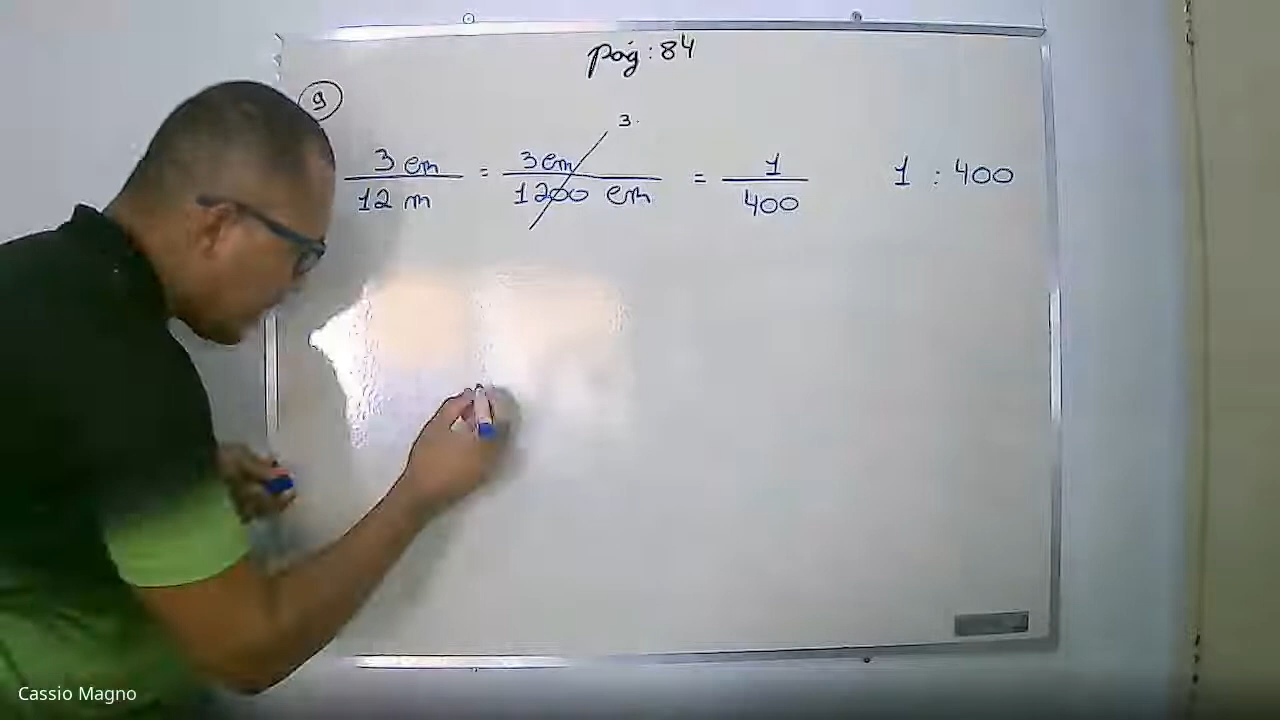 pág: 84
9
3.
3 cm / 12 m = 3 cm / 1200 cm = 1 / 400 1 : 400
Cassio Magno